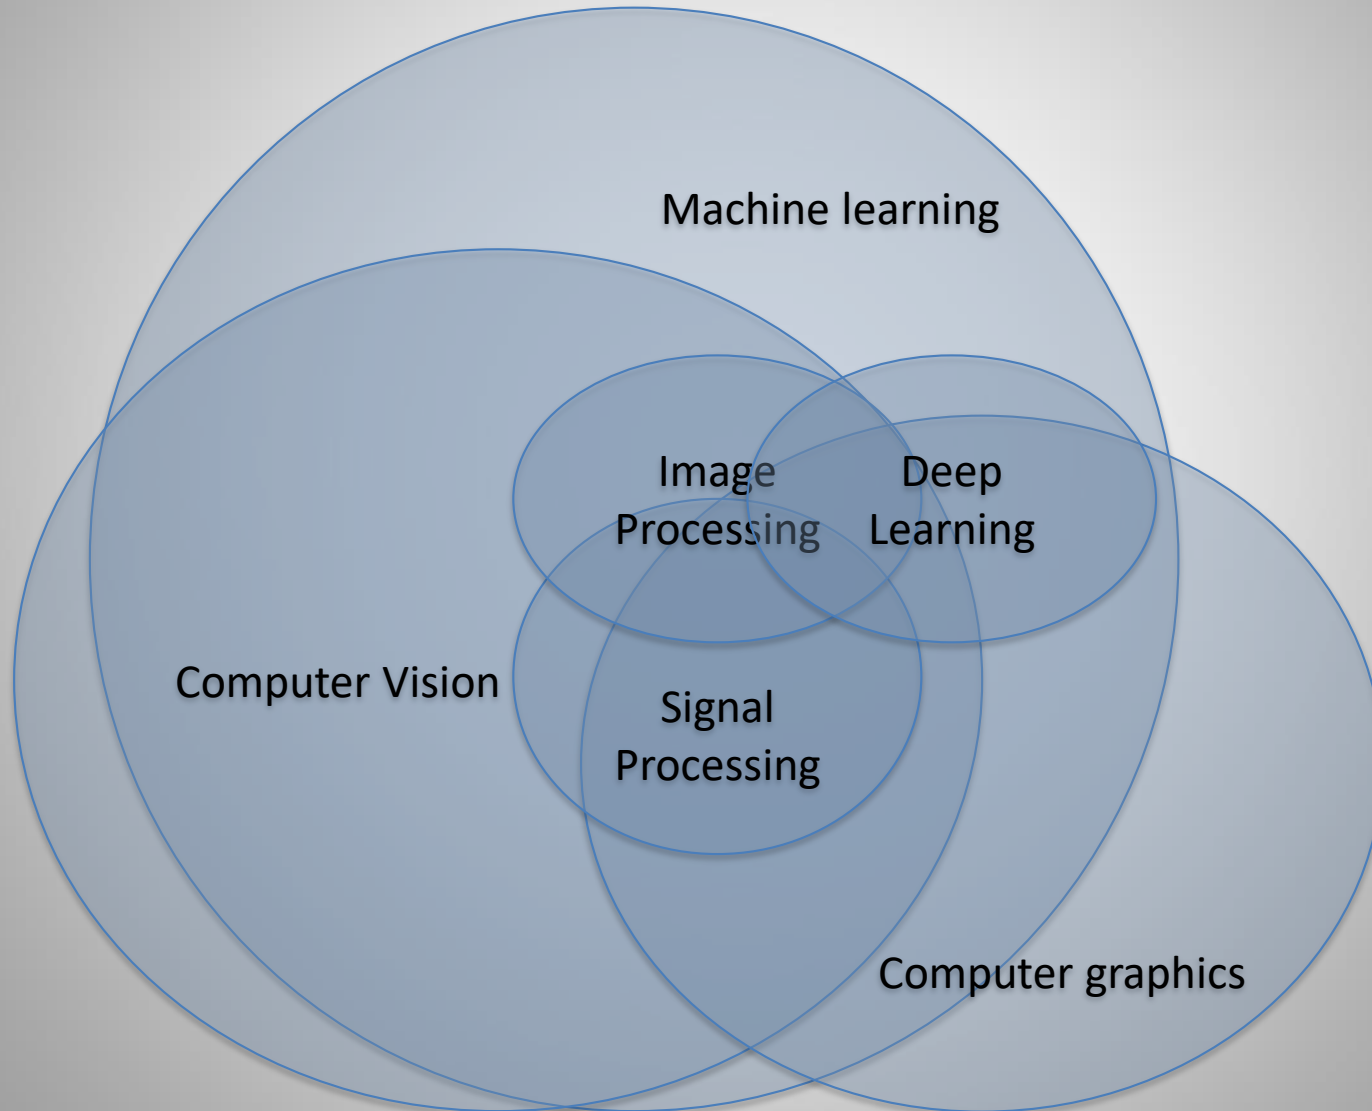 Machine learning
Image
Processing
Deep
Learning
Computer Vision
Signal
Processing
Computer graphics